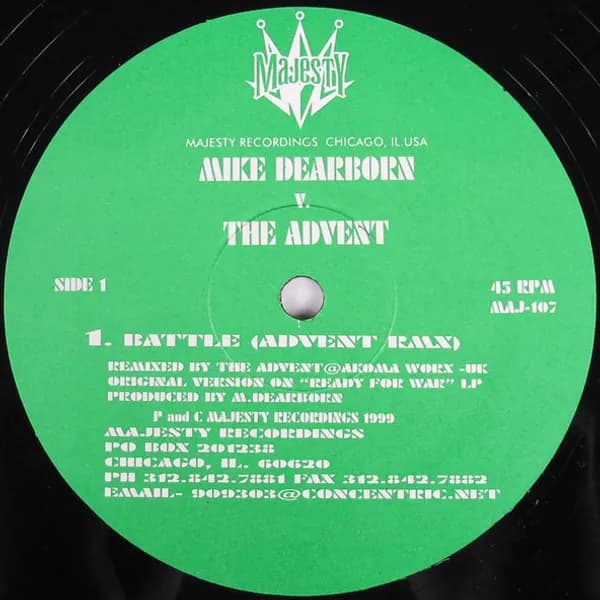 MAJESTY
MAJESTY RECORDINGS CHICAGO, IL.USA
MIKE DEARBORN
V.
THE ADVENT
SIDE 1
45 RPM
MAJ-107
1. BATTLE (ADVENT RMX)
REMIXED BY THE ADVENT@AKOMA WORX -UK
ORIGINAL VERSION ON "READY FOR WAR" LP
PRODUCED BY M.DEARBORN
P and C MAJESTY RECORDINGS 1999
MAJESTY RECORDINGS
PO BOX 201238
CHICAGO, IL. 60620
PH 312.842.7881 FAX 312.842.7882
EMAIL- 909303@CONCENTRIC.NET